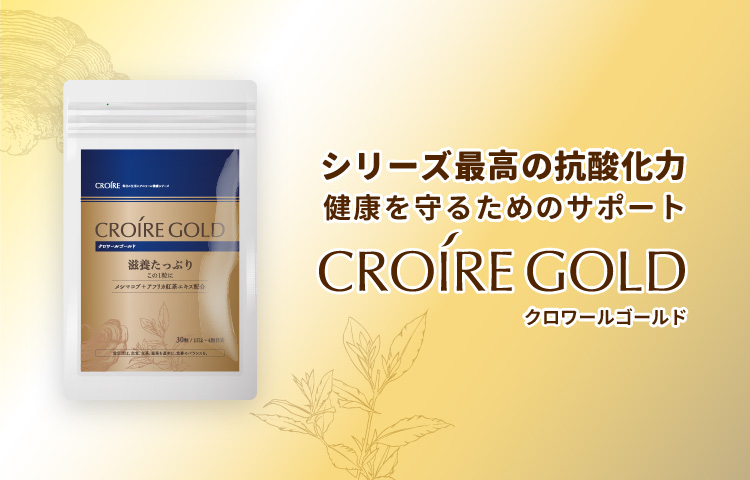 CROIRE
CROÍRE GOLD
クロワールゴールド
滋養たっぷり
この1粒に
メシマコブ+アフリカ紅茶エキス配合
30粒
シリーズ最高の抗酸化力
健康を守るためのサポート
CROÍRE GOLD
クロワールゴールド